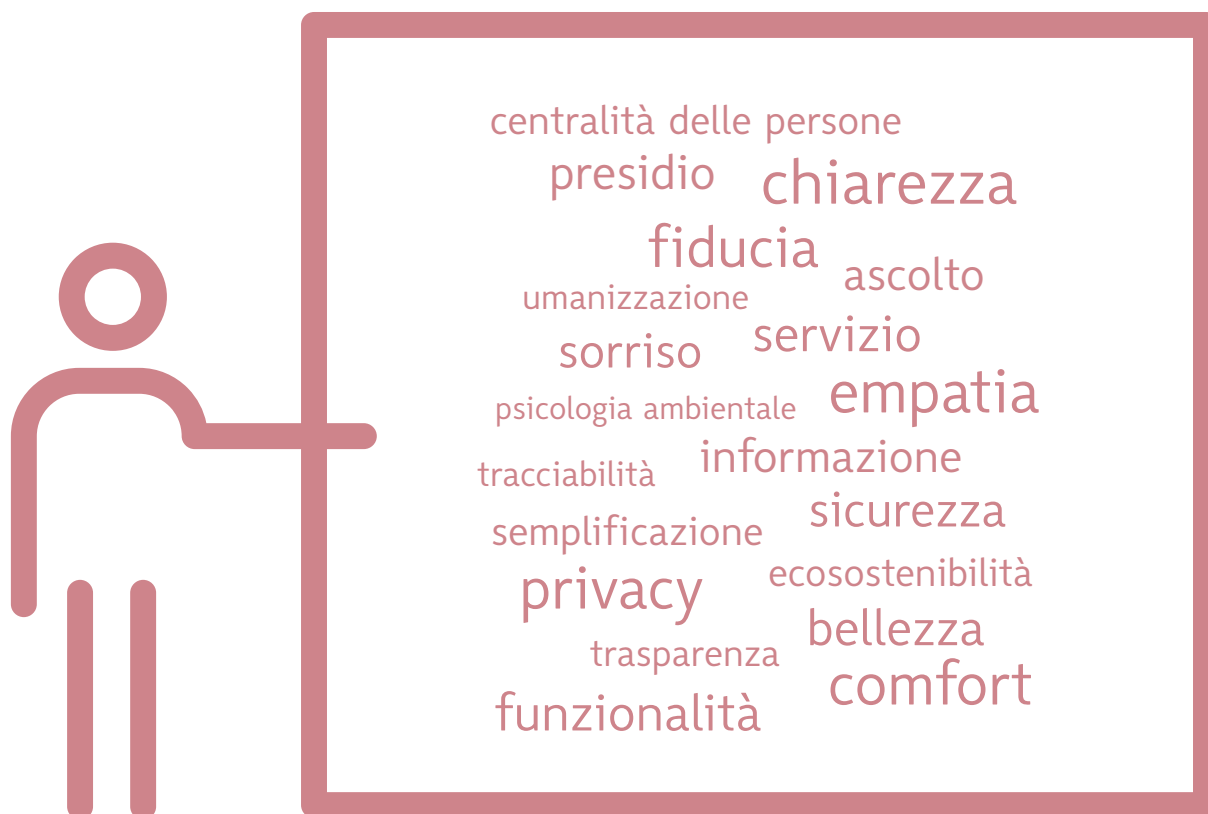 centralità delle persone
presidio chiarezza
fiducia
ascolto
umanizzazione
servizio
sorriso
empatia
psicologia ambientale
informazione
tracciabilità
sicurezza
semplificazione
ecosostenibilità
privacy
bellezza
trasparenza
comfort
funzionalità